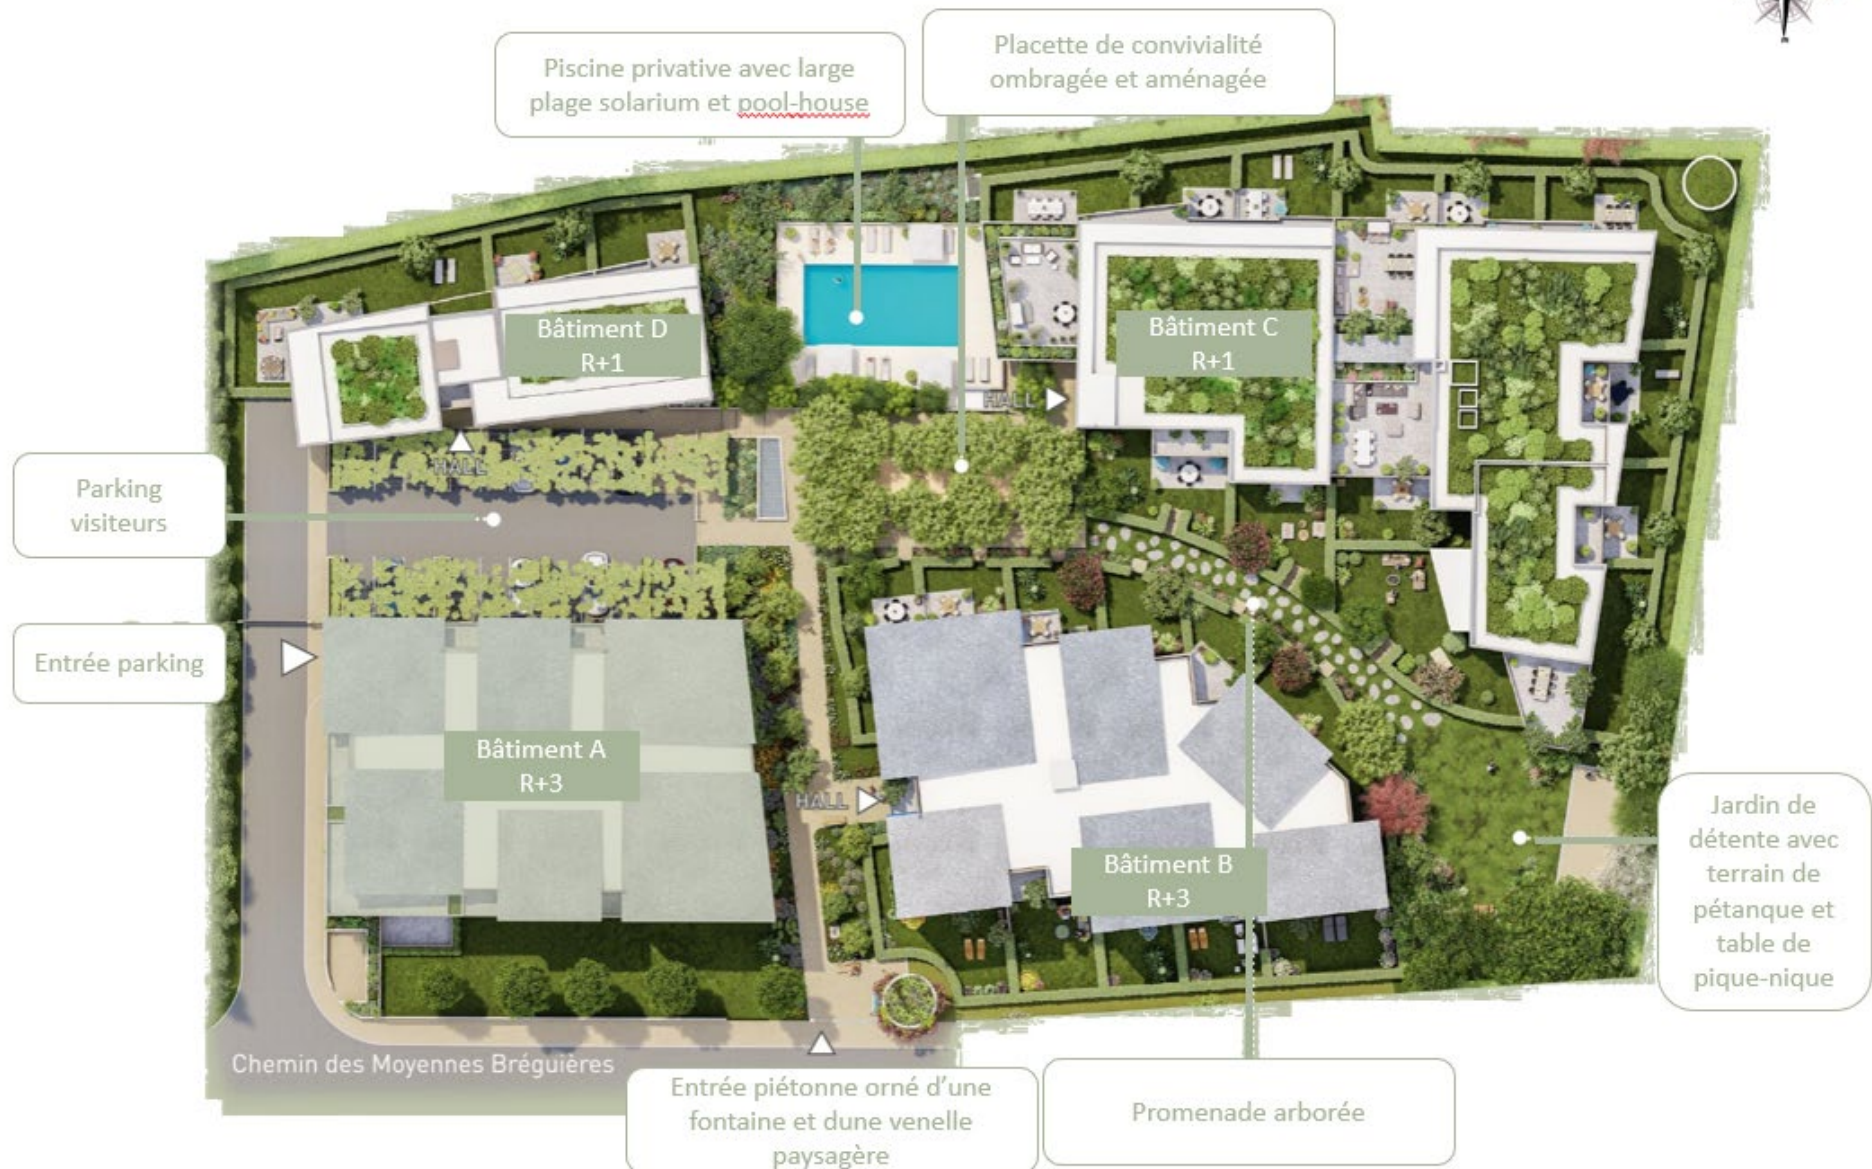 Piscine privative avec large
plage solarium et pool-house
Placette de convivialité
ombragée et aménagée
Bâtiment D
R+1
Bâtiment C
R+1
HALL
HALL
Parking
visiteurs
Entrée parking
Bâtiment A
R+3
HALL
Bâtiment B
R+3
Jardin de
détente avec
terrain de
pétanque et
table de
pique-nique
Chemin des Moyennes Bréguières
Entrée piétonne orné d’une
fontaine et dune venelle
paysagère
Promenade arborée